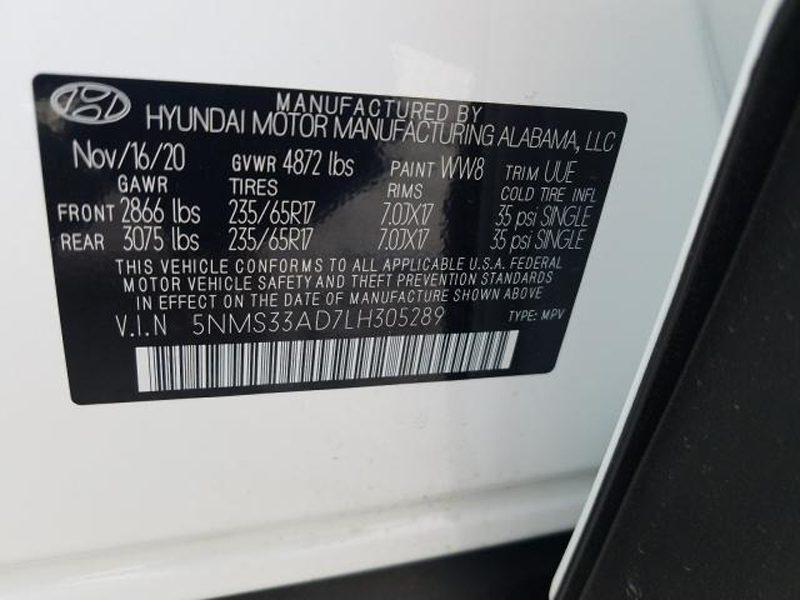 MANUFACTURED BY
HYUNDAI MOTOR MANUFACTURING ALABAMA, LLC
Nov/16/20 GVWR 4872 lbs PAINT WW8 TRIM UUE
GAWR TIRES RIMS COLD TIRE INFL
FRONT 2866 lbs 235/65R17 7.0JX17 35 psi SINGLE
REAR 3075 lbs 235/65R17 7.0JX17 35 psi SINGLE
THIS VEHICLE CONFORMS TO ALL APPLICABLE U.S.A. FEDERAL
MOTOR VEHICLE SAFETY AND THEFT PREVENTION STANDARDS
IN EFFECT ON THE DATE OF MANUFACTURE SHOWN ABOVE
V.I.N 5NMS33AD7LH305289 TYPE: MPV